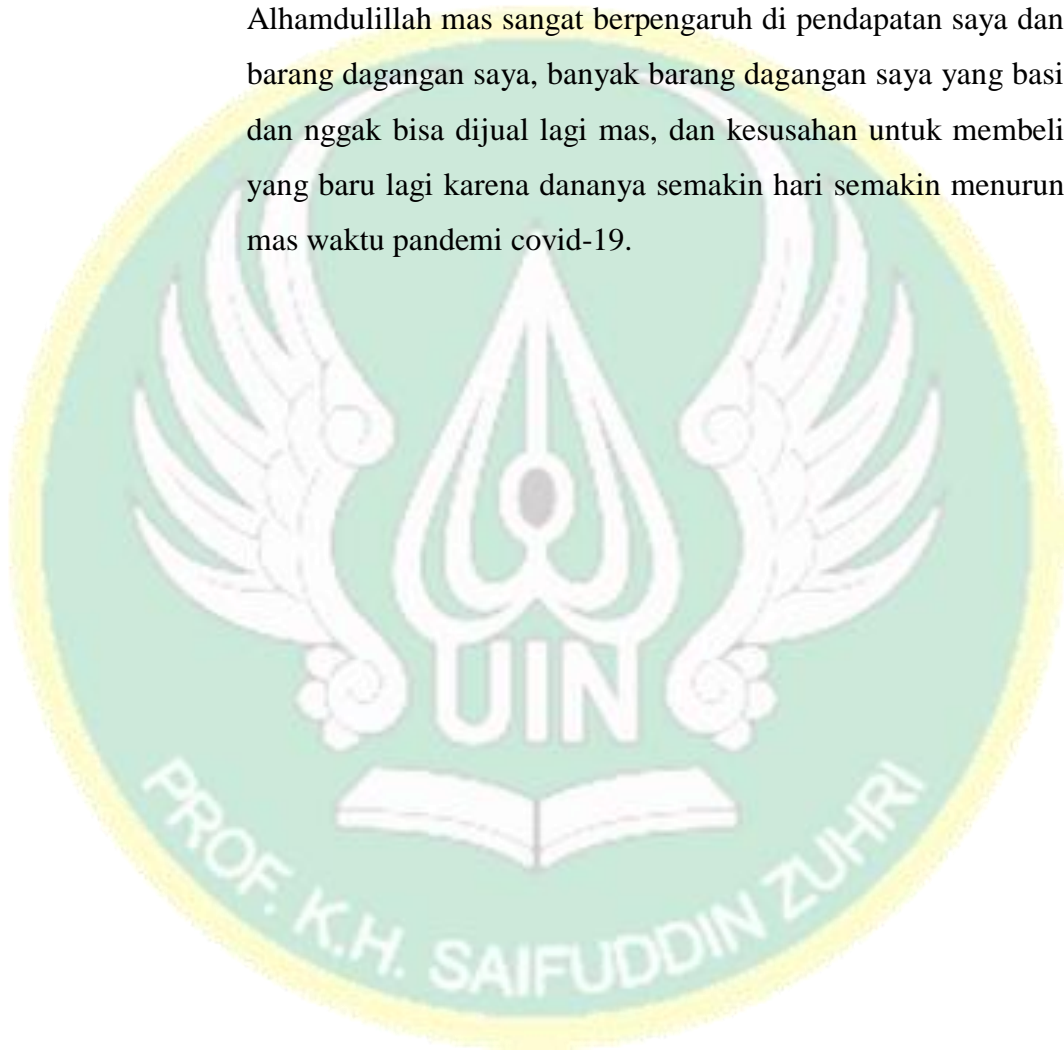 Alhamdulillah mas sangat berpengaruh di pendapatan saya dan
barang dagangan saya, banyak barang dagangan saya yang basi
dan nggak bisa dijual lagi mas, dan kesusahan untuk membeli
yang baru lagi karena dananya semakin hari semakin menurun
mas waktu pandemi covid-19.
UIN
PROF. K.H. SAIFUDDIN ZUHRI